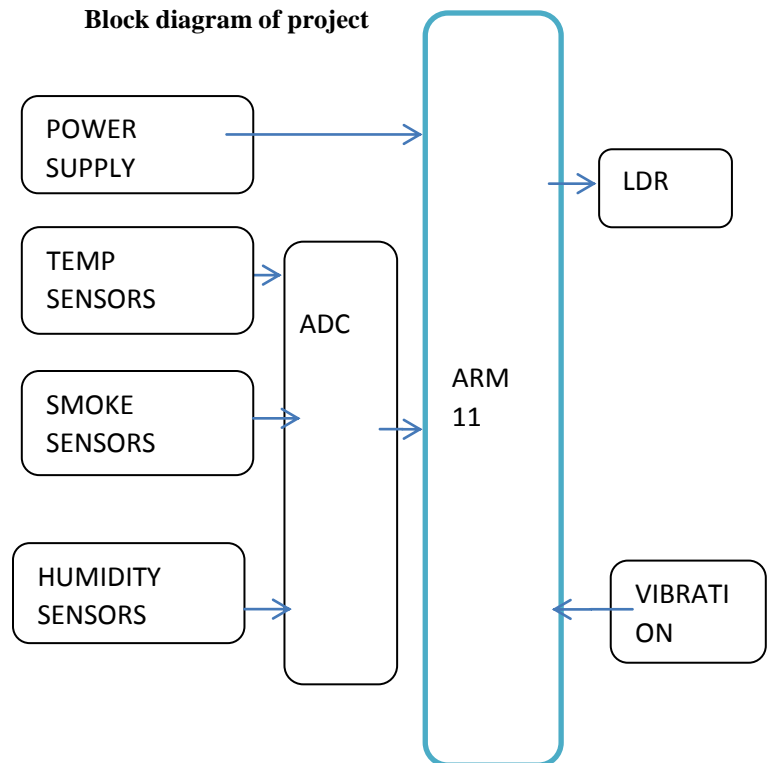 Block diagram of project
POWER
SUPPLY
LDR
TEMP
SENSORS
ADC
ARM
11
SMOKE
SENSORS
HUMIDITY
SENSORS
VIBRATI
ON